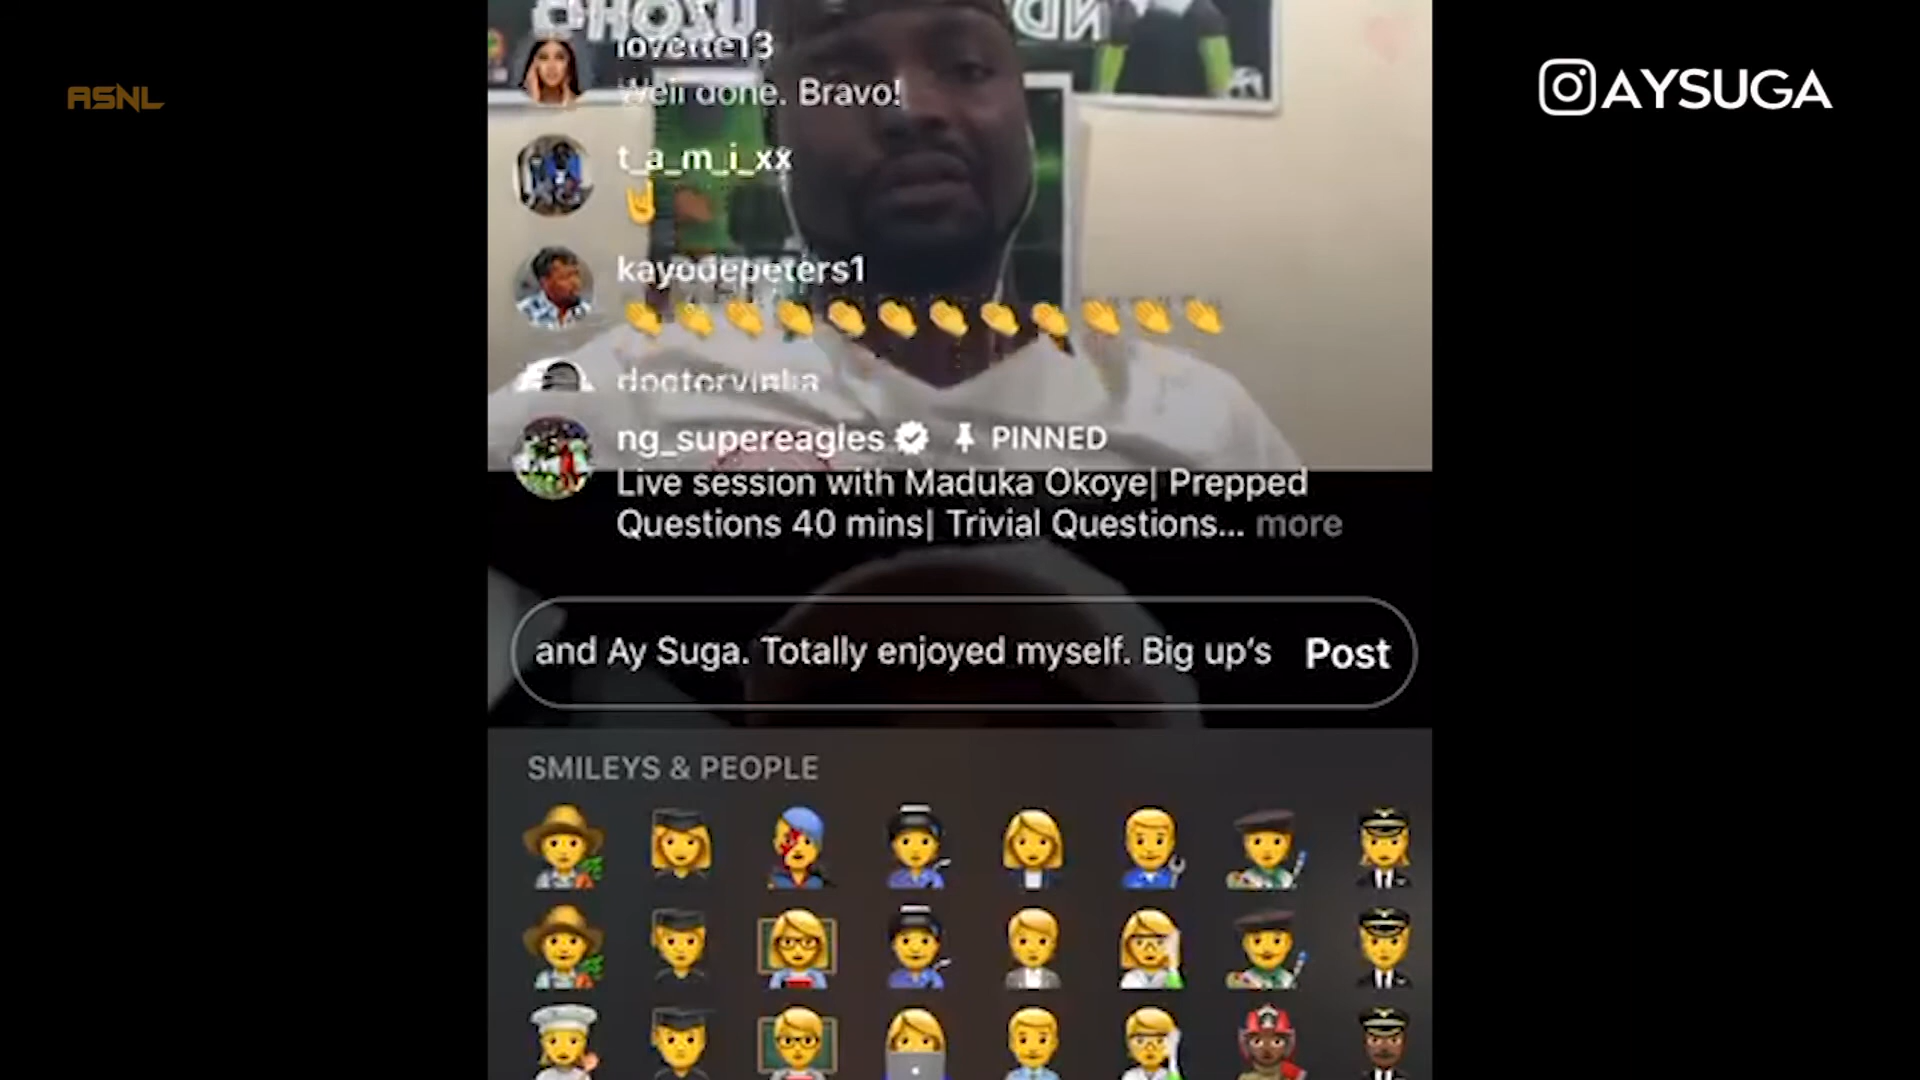 ASNL
AYSUGA
lovette13
Well done. Bravo!
t_a_m_i_xx
kayodepeters1
ng_supereagles PINNED
Live session with Maduka Okoye| Prepped
Questions 40 mins| Trivial Questions... more
and Ay Suga. Totally enjoyed myself. Big up's
Post
SMILEYS & PEOPLE